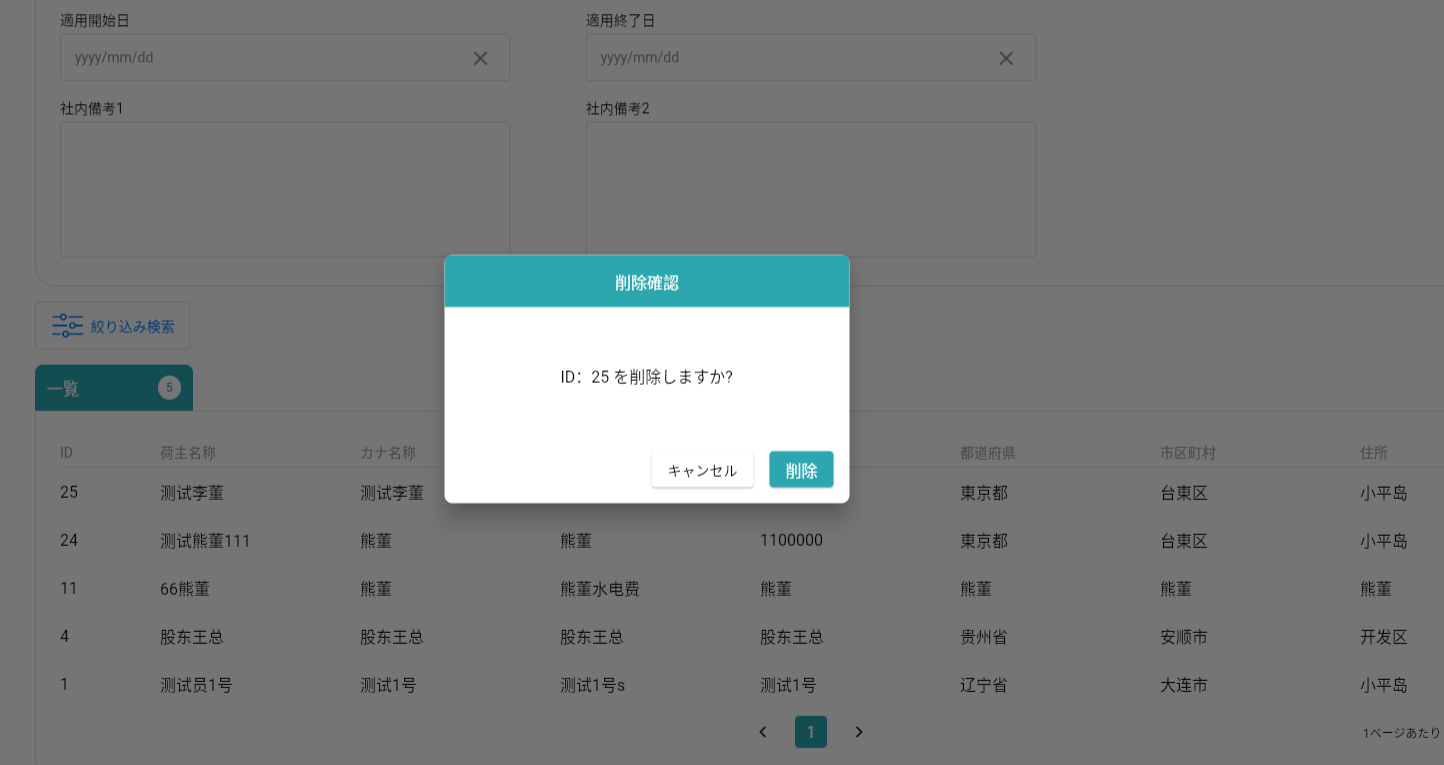 適用開始日 適用終了日
yyyy/mm/dd yyyy/mm/dd
社内備考1 社内備考2
削除確認
ID：25 を削除しますか?
キャンセル 削除
絞り込み検索
一覧 5
ID 荷主名称 カナ名称 都道府県 市区町村 住所
25 测试李董 测试李董 東京都 台東区 小平岛
24 测试熊董111 熊董 熊董 1100000 東京都 台東区 小平岛
11 66熊董 熊董 熊董水电费 熊董 熊董 熊董 熊董
4 股东王总 股东王总 股东王总 股东王总 贵州省 安顺市 开发区
1 测试员1号 测试1号 测试1号s 测试1号 辽宁省 大连市 小平岛
1 1ページあたり